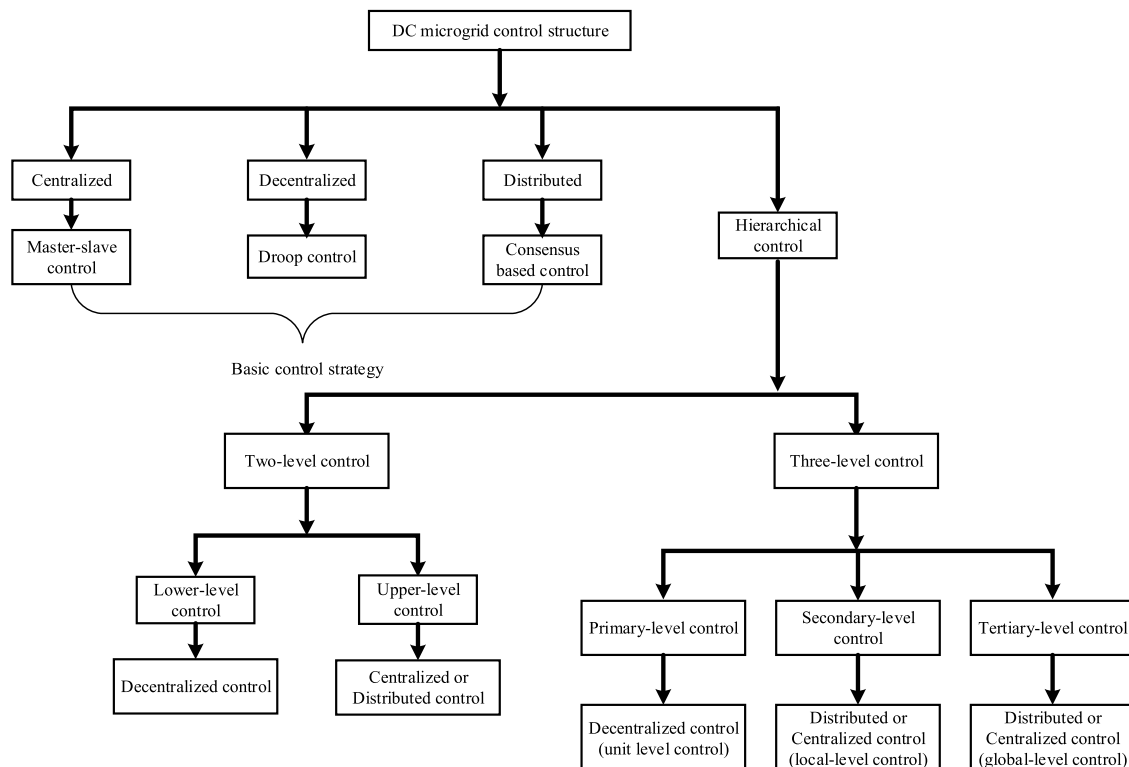 DC microgrid control structure
Centralized
Decentralized
Distributed
Master-slave
control
Droop control
Consensus
based control
Hierarchical
control
Basic control strategy
Two-level control
Three-level control
Lower-level
control
Upper-level
control
Primary-level control
Secondary-level
control
Tertiary-level control
Decentralized control
Centralized or
Distributed control
Decentralized control
(unit level control)
Distributed or
Centralized control
(local-level control)
Distributed or
Centralized control
(global-level control)